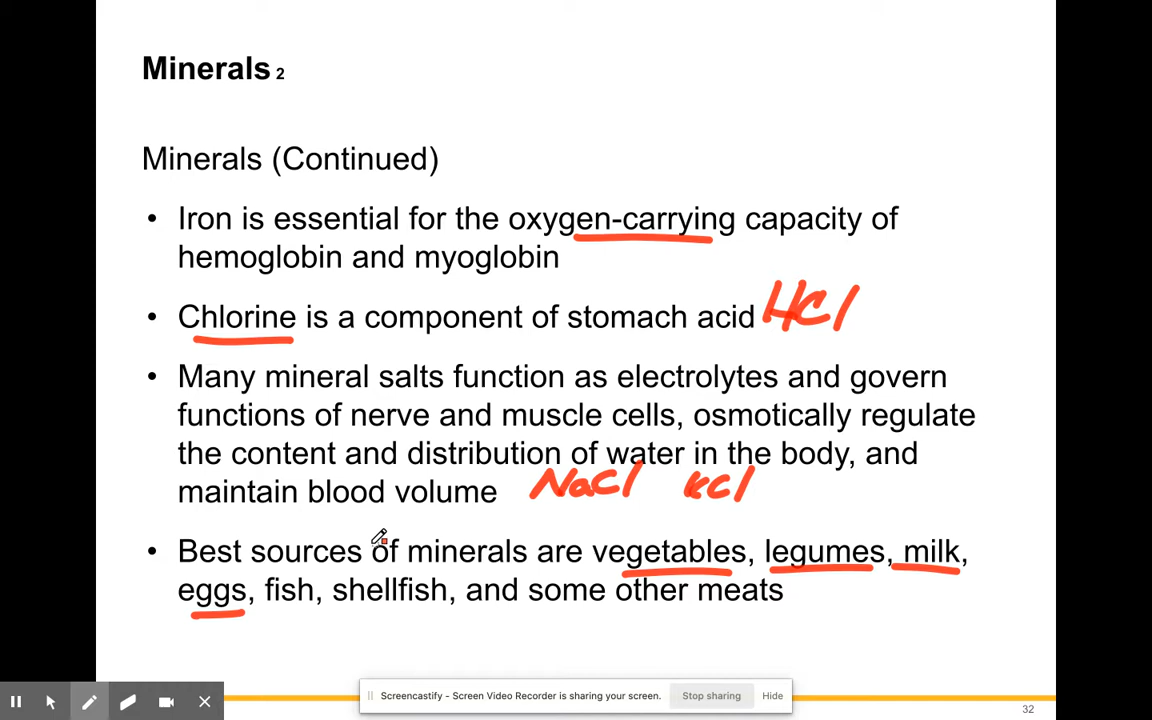 Minerals 2
Minerals (Continued)
• Iron is essential for the oxygen-carrying capacity of
hemoglobin and myoglobin
• Chlorine is a component of stomach acid HCl
• Many mineral salts function as electrolytes and govern
functions of nerve and muscle cells, osmotically regulate
the content and distribution of water in the body, and
maintain blood volume NaCl KCl
• Best sources of minerals are vegetables, legumes, milk,
eggs, fish, shellfish, and some other meats
Screencastify - Screen Video Recorder is sharing your screen. Stop sharing Hide
32